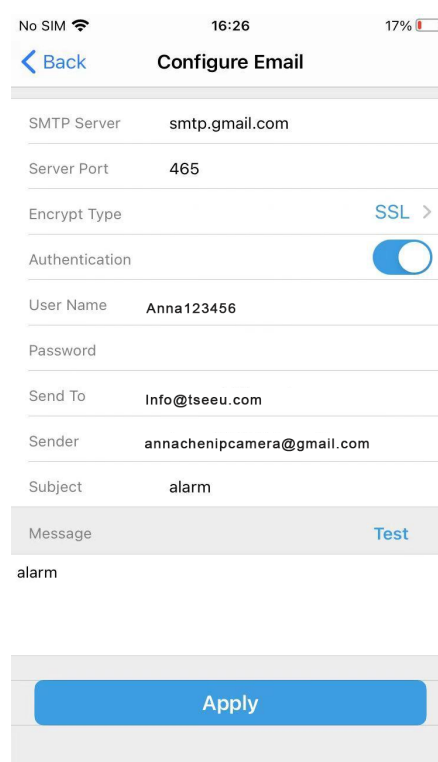 No SIM 16:26 17%
Back Configure Email
SMTP Server smtp.gmail.com
Server Port 465
Encrypt Type SSL
Authentication
User Name Anna123456
Password
Send To Info@tseeu.com
Sender annachenipcamera@gmail.com
Subject alarm
Message Test
alarm
Apply